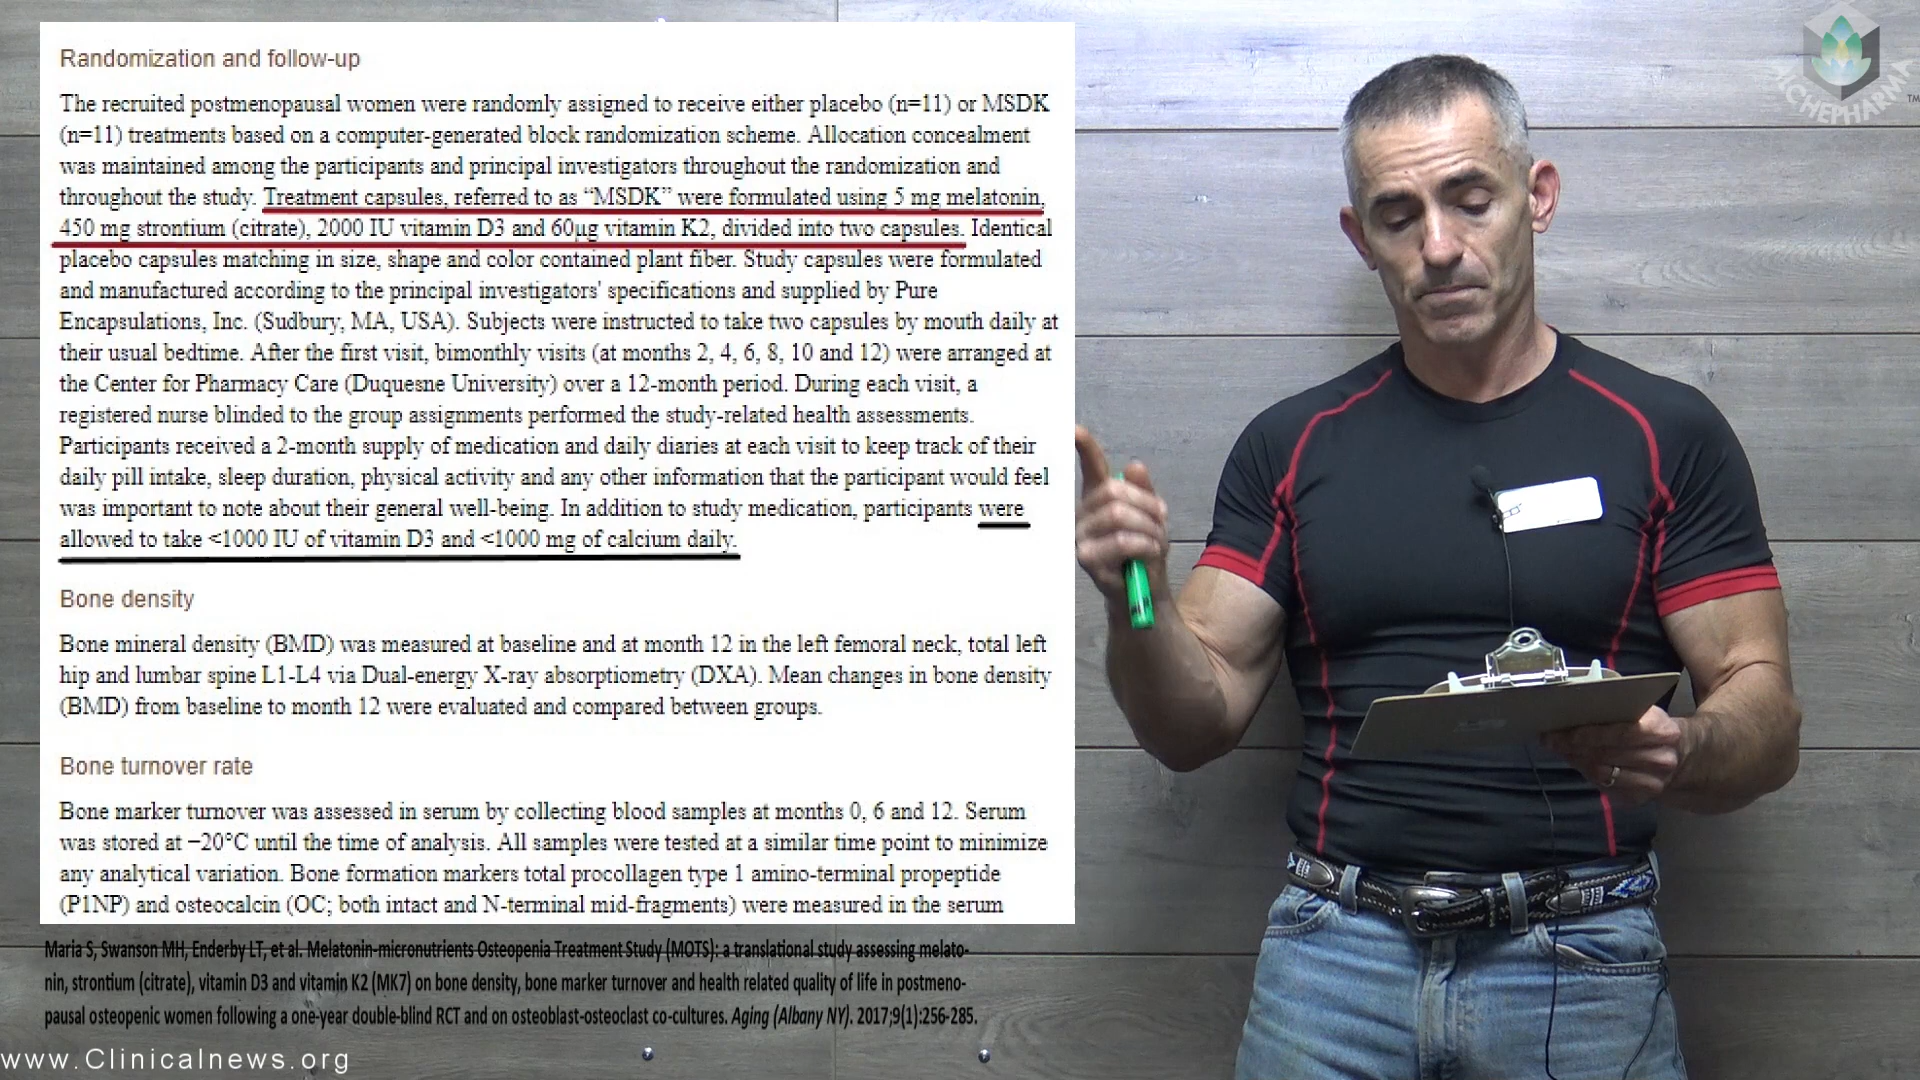 Randomization and follow-up
The recruited postmenopausal women were randomly assigned to receive either placebo (n=11) or MSDK
(n=11) treatments based on a computer-generated block randomization scheme. Allocation concealment
was maintained among the participants and principal investigators throughout the randomization and
throughout the study. Treatment capsules, referred to as “MSDK” were formulated using 5 mg melatonin,
450 mg strontium (citrate), 2000 IU vitamin D3 and 60μg vitamin K2, divided into two capsules. Identical
placebo capsules matching in size, shape and color contained plant fiber. Study capsules were formulated
and manufactured according to the principal investigators' specifications and supplied by Pure
Encapsulations, Inc. (Sudbury, MA, USA). Subjects were instructed to take two capsules by mouth daily at
their usual bedtime. After the first visit, bimonthly visits (at months 2, 4, 6, 8, 10 and 12) were arranged at
the Center for Pharmacy Care (Duquesne University) over a 12-month period. During each visit, a
registered nurse blinded to the group assignments performed the study-related health assessments.
Participants received a 2-month supply of medication and daily diaries at each visit to keep track of their
daily pill intake, sleep duration, physical activity and any other information that the participant would feel
was important to note about their general well-being. In addition to study medication, participants were
allowed to take <1000 IU of vitamin D3 and <1000 mg of calcium daily.
Bone density
Bone mineral density (BMD) was measured at baseline and at month 12 in the left femoral neck, total left
hip and lumbar spine L1-L4 via Dual-energy X-ray absorptiometry (DXA). Mean changes in bone density
(BMD) from baseline to month 12 were evaluated and compared between groups.
Bone turnover rate
Bone marker turnover was assessed in serum by collecting blood samples at months 0, 6 and 12. Serum
was stored at −20°C until the time of analysis. All samples were tested at a similar time point to minimize
any analytical variation. Bone formation markers total procollagen type 1 amino-terminal propeptide
(P1NP) and osteocalcin (OC; both intact and N-terminal mid-fragments) were measured in the serum
Maria S, Swanson MH, Enderby LT, et al. Melatonin-micronutrients Osteopenia Treatment Study (MOTS): a translational study assessing melato-
nin, strontium (citrate), vitamin D3 and vitamin K2 (MK7) on bone density, bone marker turnover and health related quality of life in postmeno-
pausal osteopenic women following a one-year double-blind RCT and on osteoblast-osteoclast co-cultures. Aging (Albany NY). 2017;9(1):256-285.
www.Clinicalnews.org
ALCHEPHARMA
TM